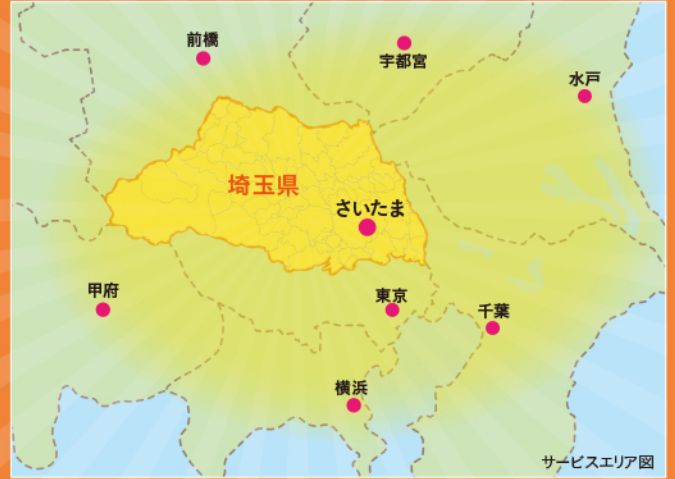 前橋
宇都宮
水戸
埼玉県
さいたま
甲府
東京
千葉
横浜
サービスエリア図